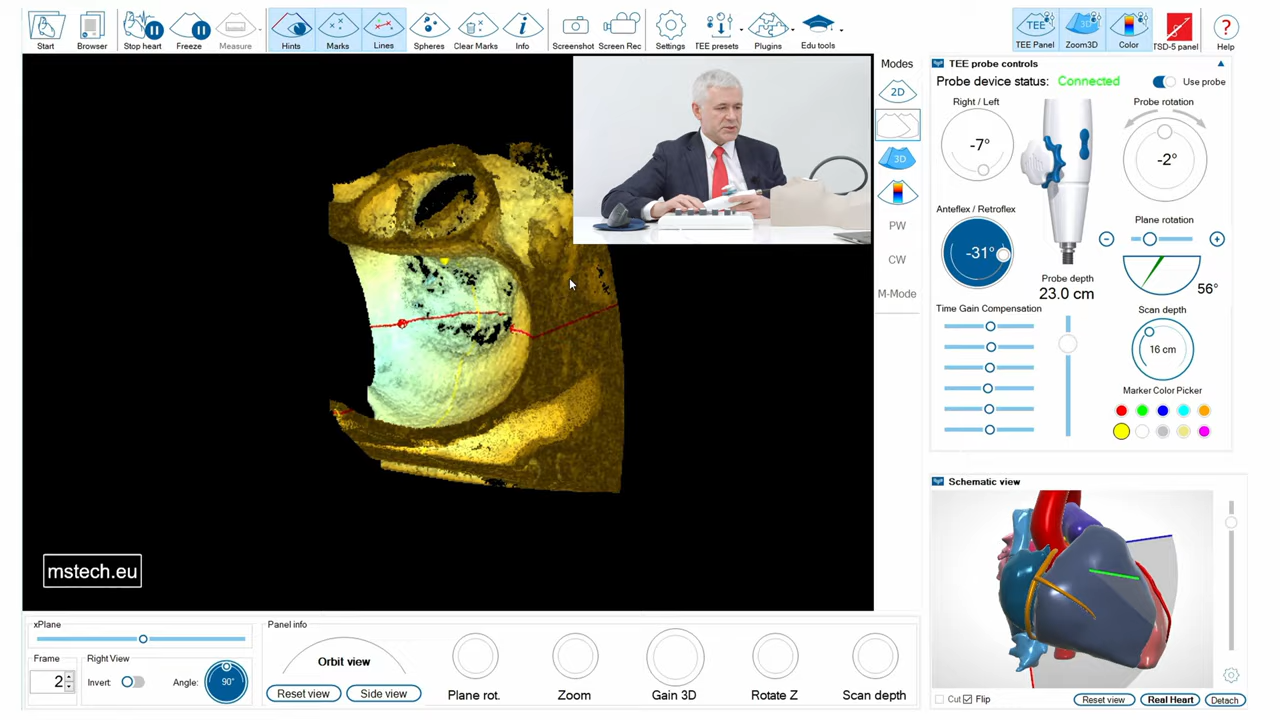 Start
Browser
Stop heart
Freeze
Measure
Hints
Marks
Lines
Spheres
Clear Marks
Info
Screenshot
Screen Rec
Settings
TEE presets
Plugins
Edu tools
TEE
TEE Panel
3D
Zoom3D
Color
TSD-5 panel
?
Help
Modes
2D
3D
PW
CW
M-Mode
TEE probe controls
Probe device status: Connected
Use probe
Right / Left
-7°
Probe rotation
-2°
Anteflex / Retroflex
-31°
Plane rotation
56°
Probe depth
23.0 cm
Time Gain Compensation
Scan depth
16 cm
Marker Color Picker
Schematic view
Cut
Flip
Reset view
Real Heart
Detach
mstech.eu
xPlane
Frame
2
Right View
Invert:
Angle:
90°
Panel info
Orbit view
Reset view
Side view
Plane rot.
Zoom
Gain 3D
Rotate Z
Scan depth